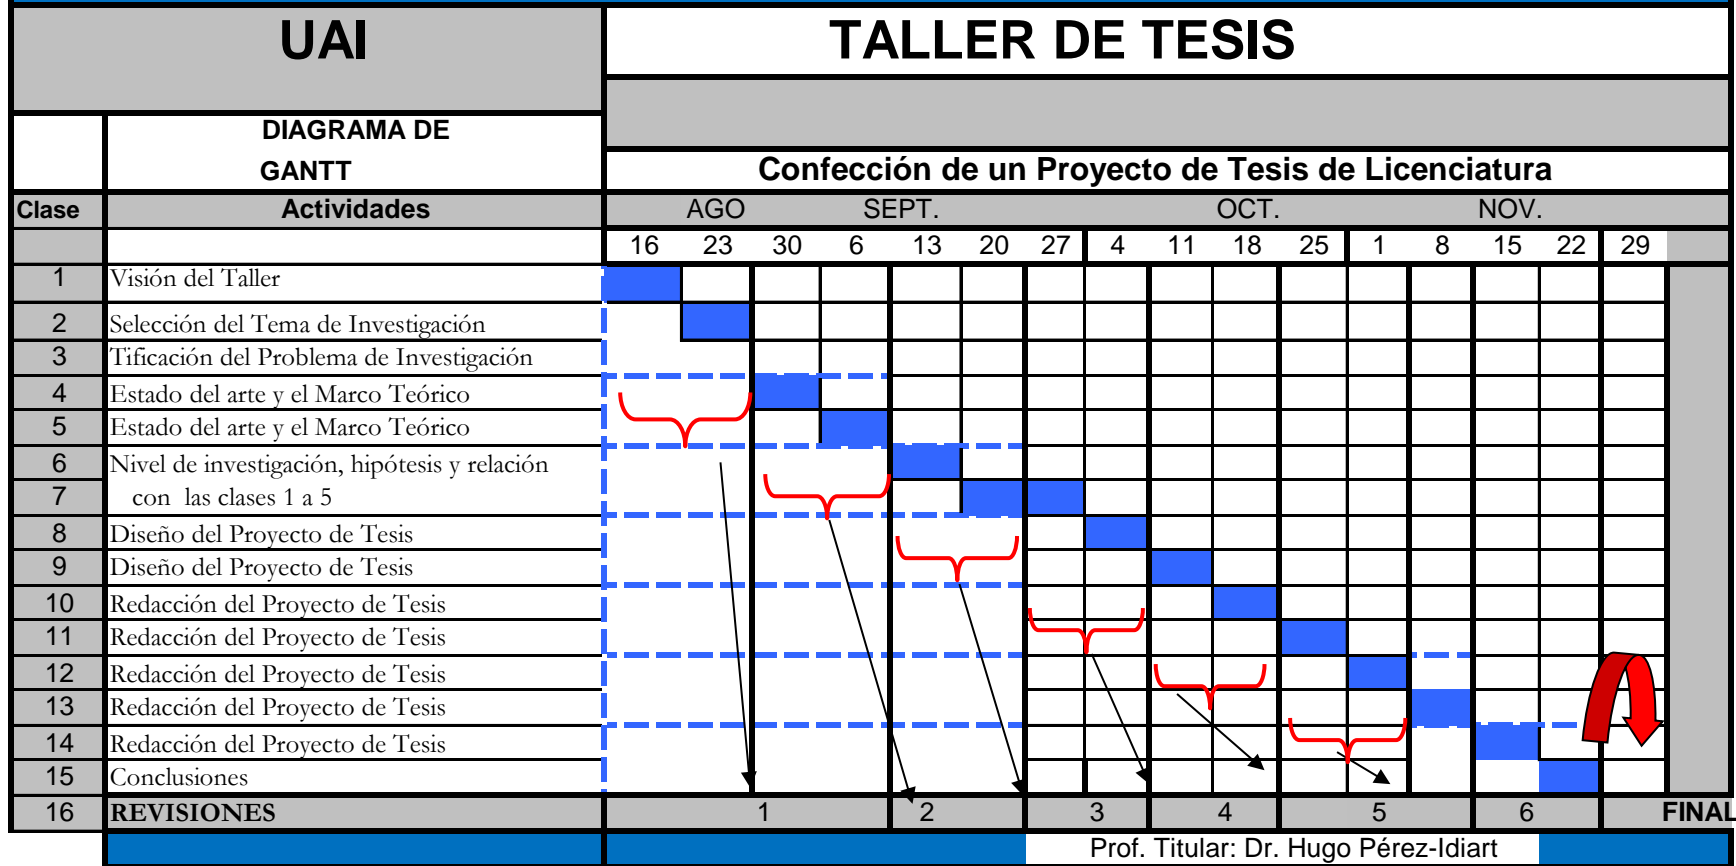 UAI
TALLER DE TESIS
DIAGRAMA DE
GANTT
Confección de un Proyecto de Tesis de Licenciatura
Clase Actividades AGO SEPT. OCT. NOV.
16 23 30 6 13 20 27 4 11 18 25 1 8 15 22 29
1 Visión del Taller
2 Selección del Tema de Investigación
3 Tificación del Problema de Investigación
4 Estado del arte y el Marco Teórico
5 Estado del arte y el Marco Teórico
6 Nivel de investigación, hipótesis y relación
7 con las clases 1 a 5
8 Diseño del Proyecto de Tesis
9 Diseño del Proyecto de Tesis
10 Redacción del Proyecto de Tesis
11 Redacción del Proyecto de Tesis
12 Redacción del Proyecto de Tesis
13 Redacción del Proyecto de Tesis
14 Redacción del Proyecto de Tesis
15 Conclusiones
16 REVISIONES 1 2 3 4 5 6 FINAL
Prof. Titular: Dr. Hugo Pérez-Idiart